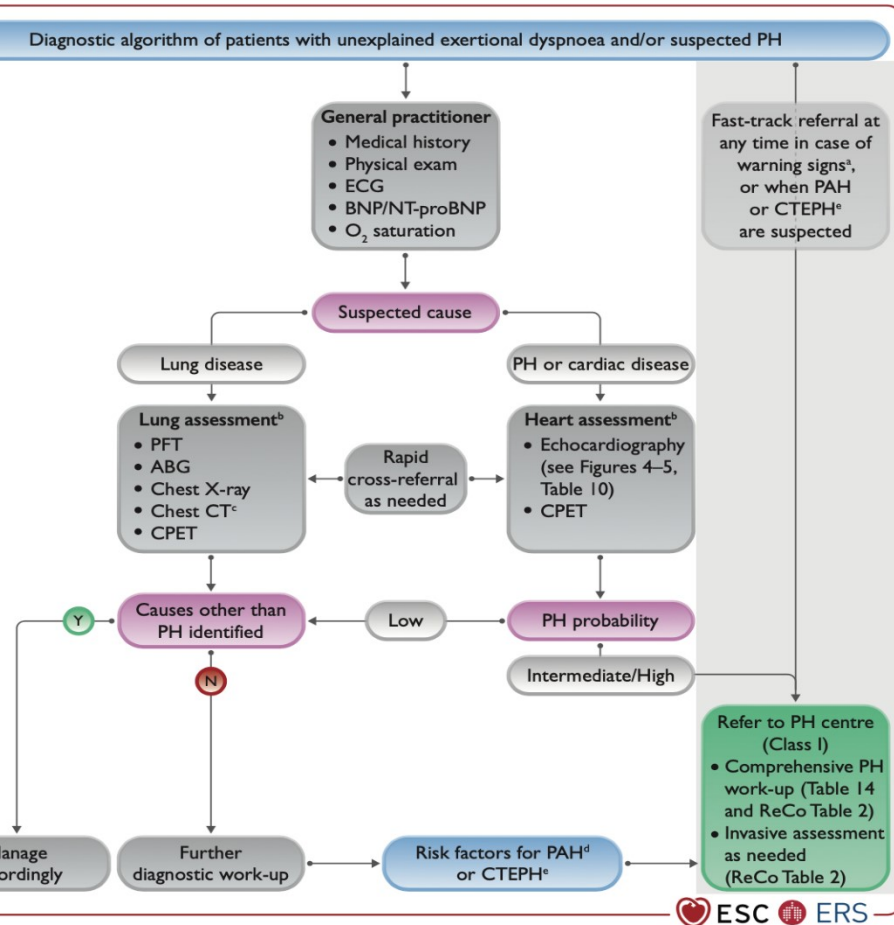 Diagnostic algorithm of patients with unexplained exertional dyspnoea and/or suspected PH
General practitioner
• Medical history
• Physical exam
• ECG
• BNP/NT-proBNP
• O₂ saturation
Fast-track referral at
any time in case of
warning signsᵃ,
or when PAH
or CTEPHᵉ
are suspected
Suspected cause
Lung disease
PH or cardiac disease
Lung assessmentᵇ
• PFT
• ABG
• Chest X-ray
• Chest CTᶜ
• CPET
Rapid
cross-referral
as needed
Heart assessmentᵇ
• Echocardiography
(see Figures 4–5,
Table 10)
• CPET
Y
Causes other than
PH identified
Low
PH probability
N
Intermediate/High
Refer to PH centre
(Class I)
• Comprehensive PH
work-up (Table 14
and ReCo Table 2)
• Invasive assessment
as needed
(ReCo Table 2)
anage
ordingly
Further
diagnostic work-up
Risk factors for PAHᵈ
or CTEPHᵉ
ESC ERS